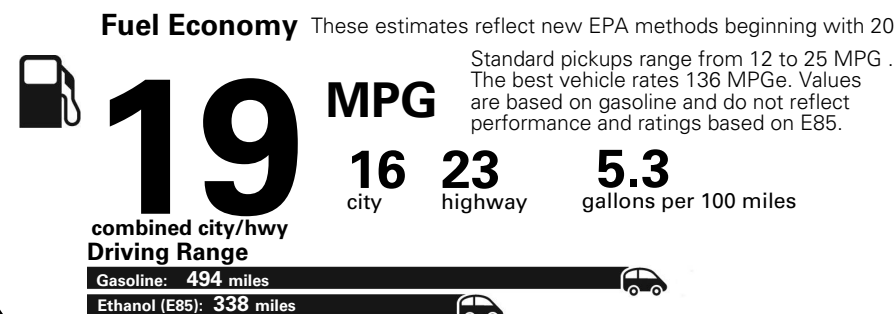 Fuel Economy These estimates reflect new EPA methods beginning with 20
Standard pickups range from 12 to 25 MPG .
The best vehicle rates 136 MPGe. Values
are based on gasoline and do not reflect
performance and ratings based on E85.
19 MPG
16 23 5.3
city highway gallons per 100 miles
combined city/hwy
Driving Range
Gasoline: 494 miles
Ethanol (E85): 338 miles